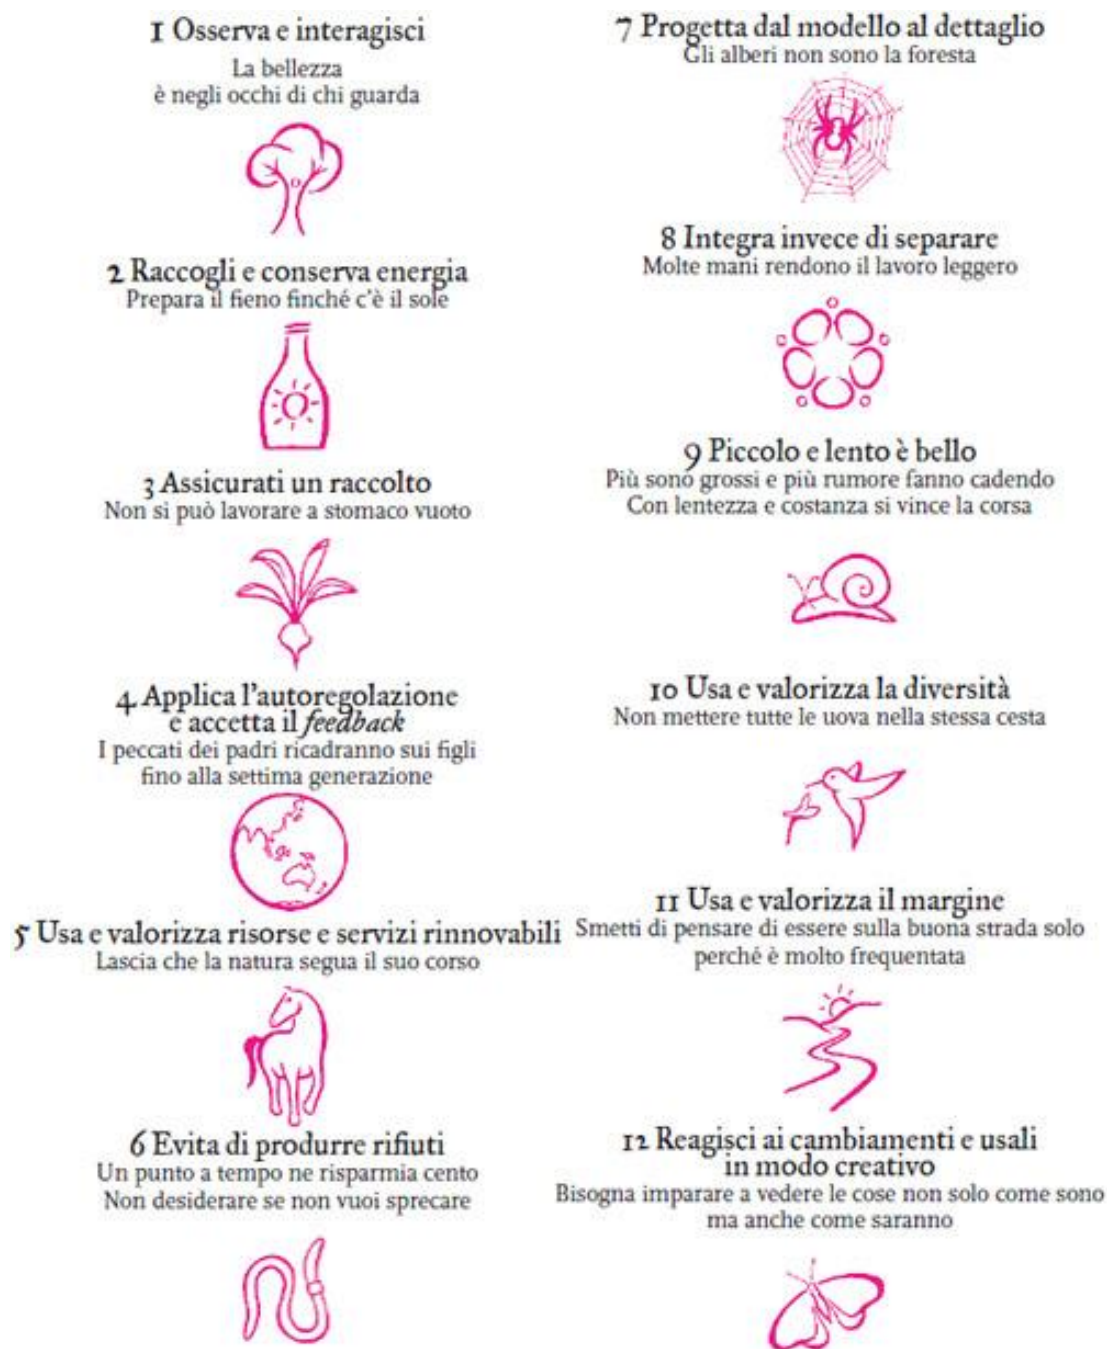 1 Osserva e interagisci
La bellezza
è negli occhi di chi guarda
2 Raccogli e conserva energia
Prepara il fieno finché c'è il sole
3 Assicurati un raccolto
Non si può lavorare a stomaco vuoto
4 Applica l'autoregolazione
e accetta il feedback
I peccati dei padri ricadranno sui figli
fino alla settima generazione
5 Usa e valorizza risorse e servizi rinnovabili
Lascia che la natura segua il suo corso
6 Evita di produrre rifiuti
Un punto a tempo ne risparmia cento
Non desiderare se non vuoi sprecare
7 Progetta dal modello al dettaglio
Gli alberi non sono la foresta
8 Integra invece di separare
Molte mani rendono il lavoro leggero
9 Piccolo e lento è bello
Più sono grossi e più rumore fanno cadendo
Con lentezza e costanza si vince la corsa
10 Usa e valorizza la diversità
Non mettere tutte le uova nella stessa cesta
11 Usa e valorizza il margine
Smetti di pensare di essere sulla buona strada solo
perché è molto frequentata
12 Reagisci ai cambiamenti e usali
in modo creativo
Bisogna imparare a vedere le cose non solo come sono
ma anche come saranno